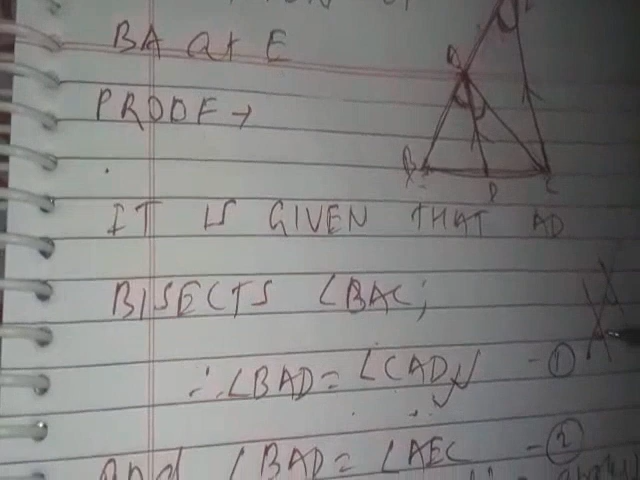 BA at E
A
PROOF →
B D C
IT IS GIVEN THAT AD
BISECTS ∠BAC;
∴ ∠BAD = ∠CAD - ①
and ∠BAD = ∠AEC - ②